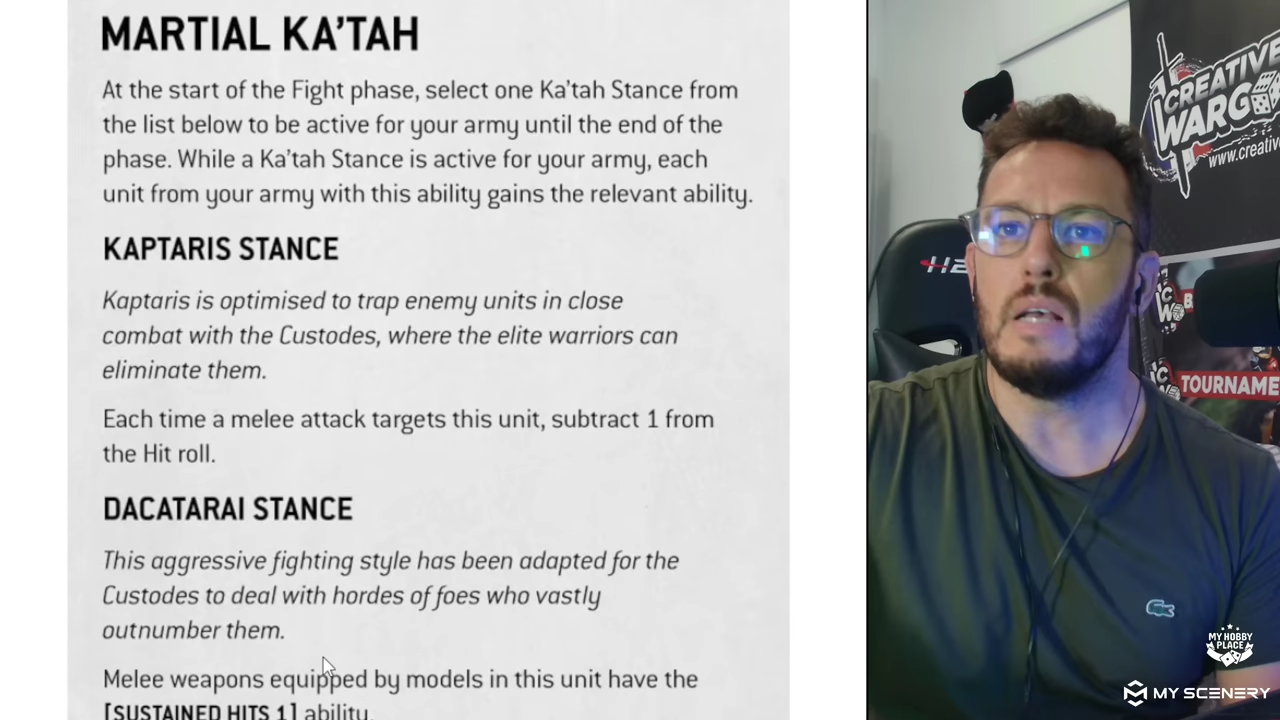 MARTIAL KA’TAH
At the start of the Fight phase, select one Ka’tah Stance from
the list below to be active for your army until the end of the
phase. While a Ka’tah Stance is active for your army, each
unit from your army with this ability gains the relevant ability.
KAPTARIS STANCE
Kaptaris is optimised to trap enemy units in close
combat with the Custodes, where the elite warriors can
eliminate them.
Each time a melee attack targets this unit, subtract 1 from
the Hit roll.
DACATARAI STANCE
This aggressive fighting style has been adapted for the
Custodes to deal with hordes of foes who vastly
outnumber them.
Melee weapons equipped by models in this unit have the
[SUSTAINED HITS 1] ability.
CREATIVE
WARG
www.creative
TOURNAME
MY HOBBY
PLACE
MY SCENERY